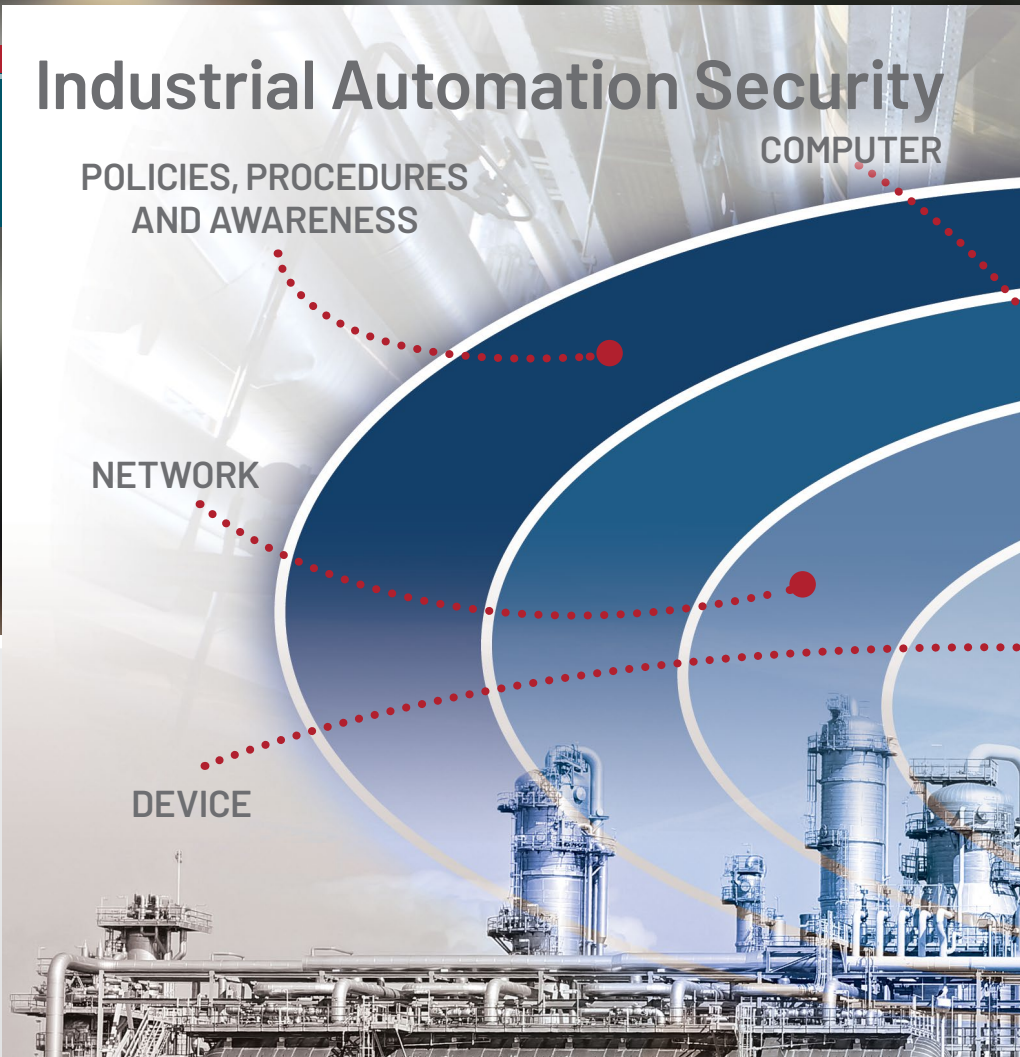 Industrial Automation Security
COMPUTER
POLICIES, PROCEDURES
AND AWARENESS
NETWORK
DEVICE